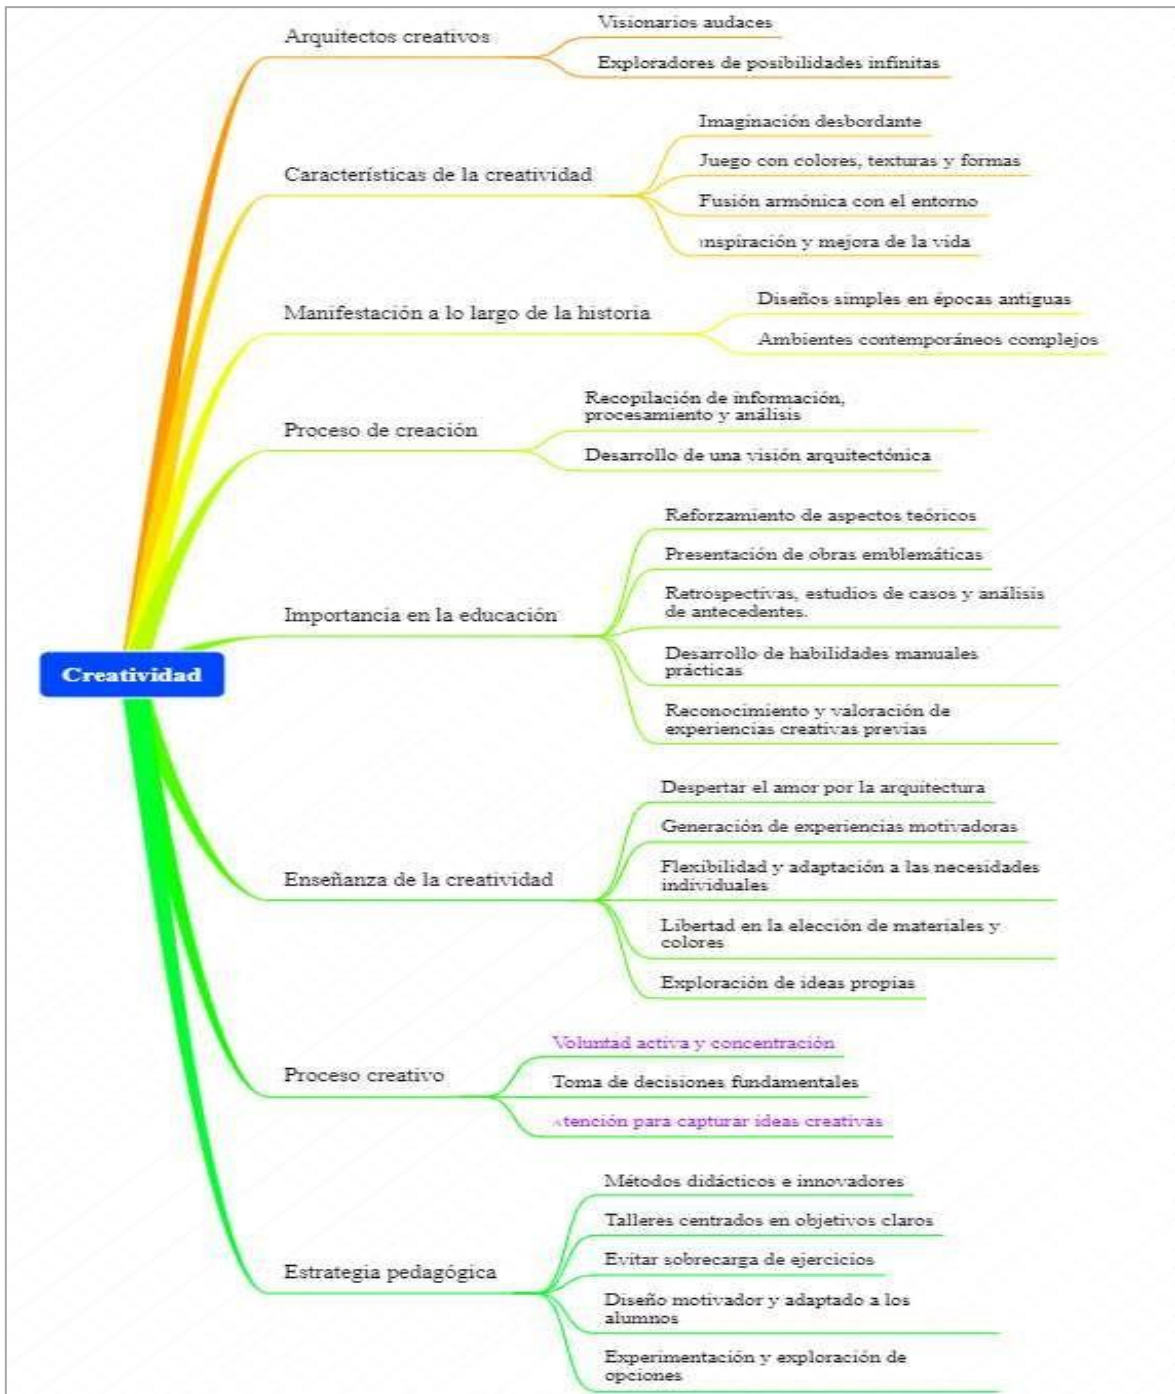 Arquitectos creativos
Visionarios audaces
Exploradores de posibilidades infinitas
Características de la creatividad
Imaginación desbordante
Juego con colores, texturas y formas
Fusión armónica con el entorno
Inspiración y mejora de la vida
Manifestación a lo largo de la historia
Diseños simples en épocas antiguas
Ambientes contemporáneos complejos
Proceso de creación
Recopilación de información,
procesamiento y análisis
Desarrollo de una visión arquitectónica
Importancia en la educación
Reforzamiento de aspectos teóricos
Presentación de obras emblemáticas
Retrospectivas, estudios de casos y análisis
de antecedentes.
Desarrollo de habilidades manuales
prácticas
Reconocimiento y valoración de
experiencias creativas previas
Creatividad
Enseñanza de la creatividad
Despertar el amor por la arquitectura
Generación de experiencias motivadoras
Flexibilidad y adaptación a las necesidades
individuales
Libertad en la elección de materiales y
colores
Exploración de ideas propias
Proceso creativo
Voluntad activa y concentración
Toma de decisiones fundamentales
Atención para capturar ideas creativas
Estrategia pedagógica
Métodos didácticos e innovadores
Talleres centrados en objetivos claros
Evitar sobrecarga de ejercicios
Diseño motivador y adaptado a los
alumnos
Experimentación y exploración de
opciones